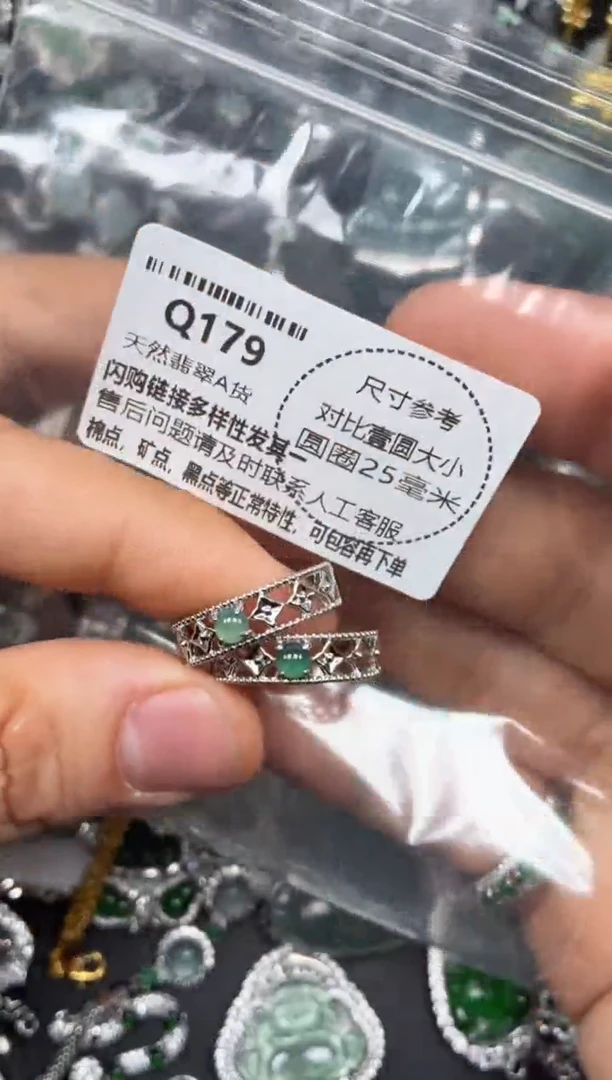 Q179
天然翡翠A货
闪购链接多样性发其一
售后问题请及时联系人工客服
棉点，矿点，黑点等正常特性，可包容再下单
尺寸参考
对比壹圆大小
圆圈25毫米